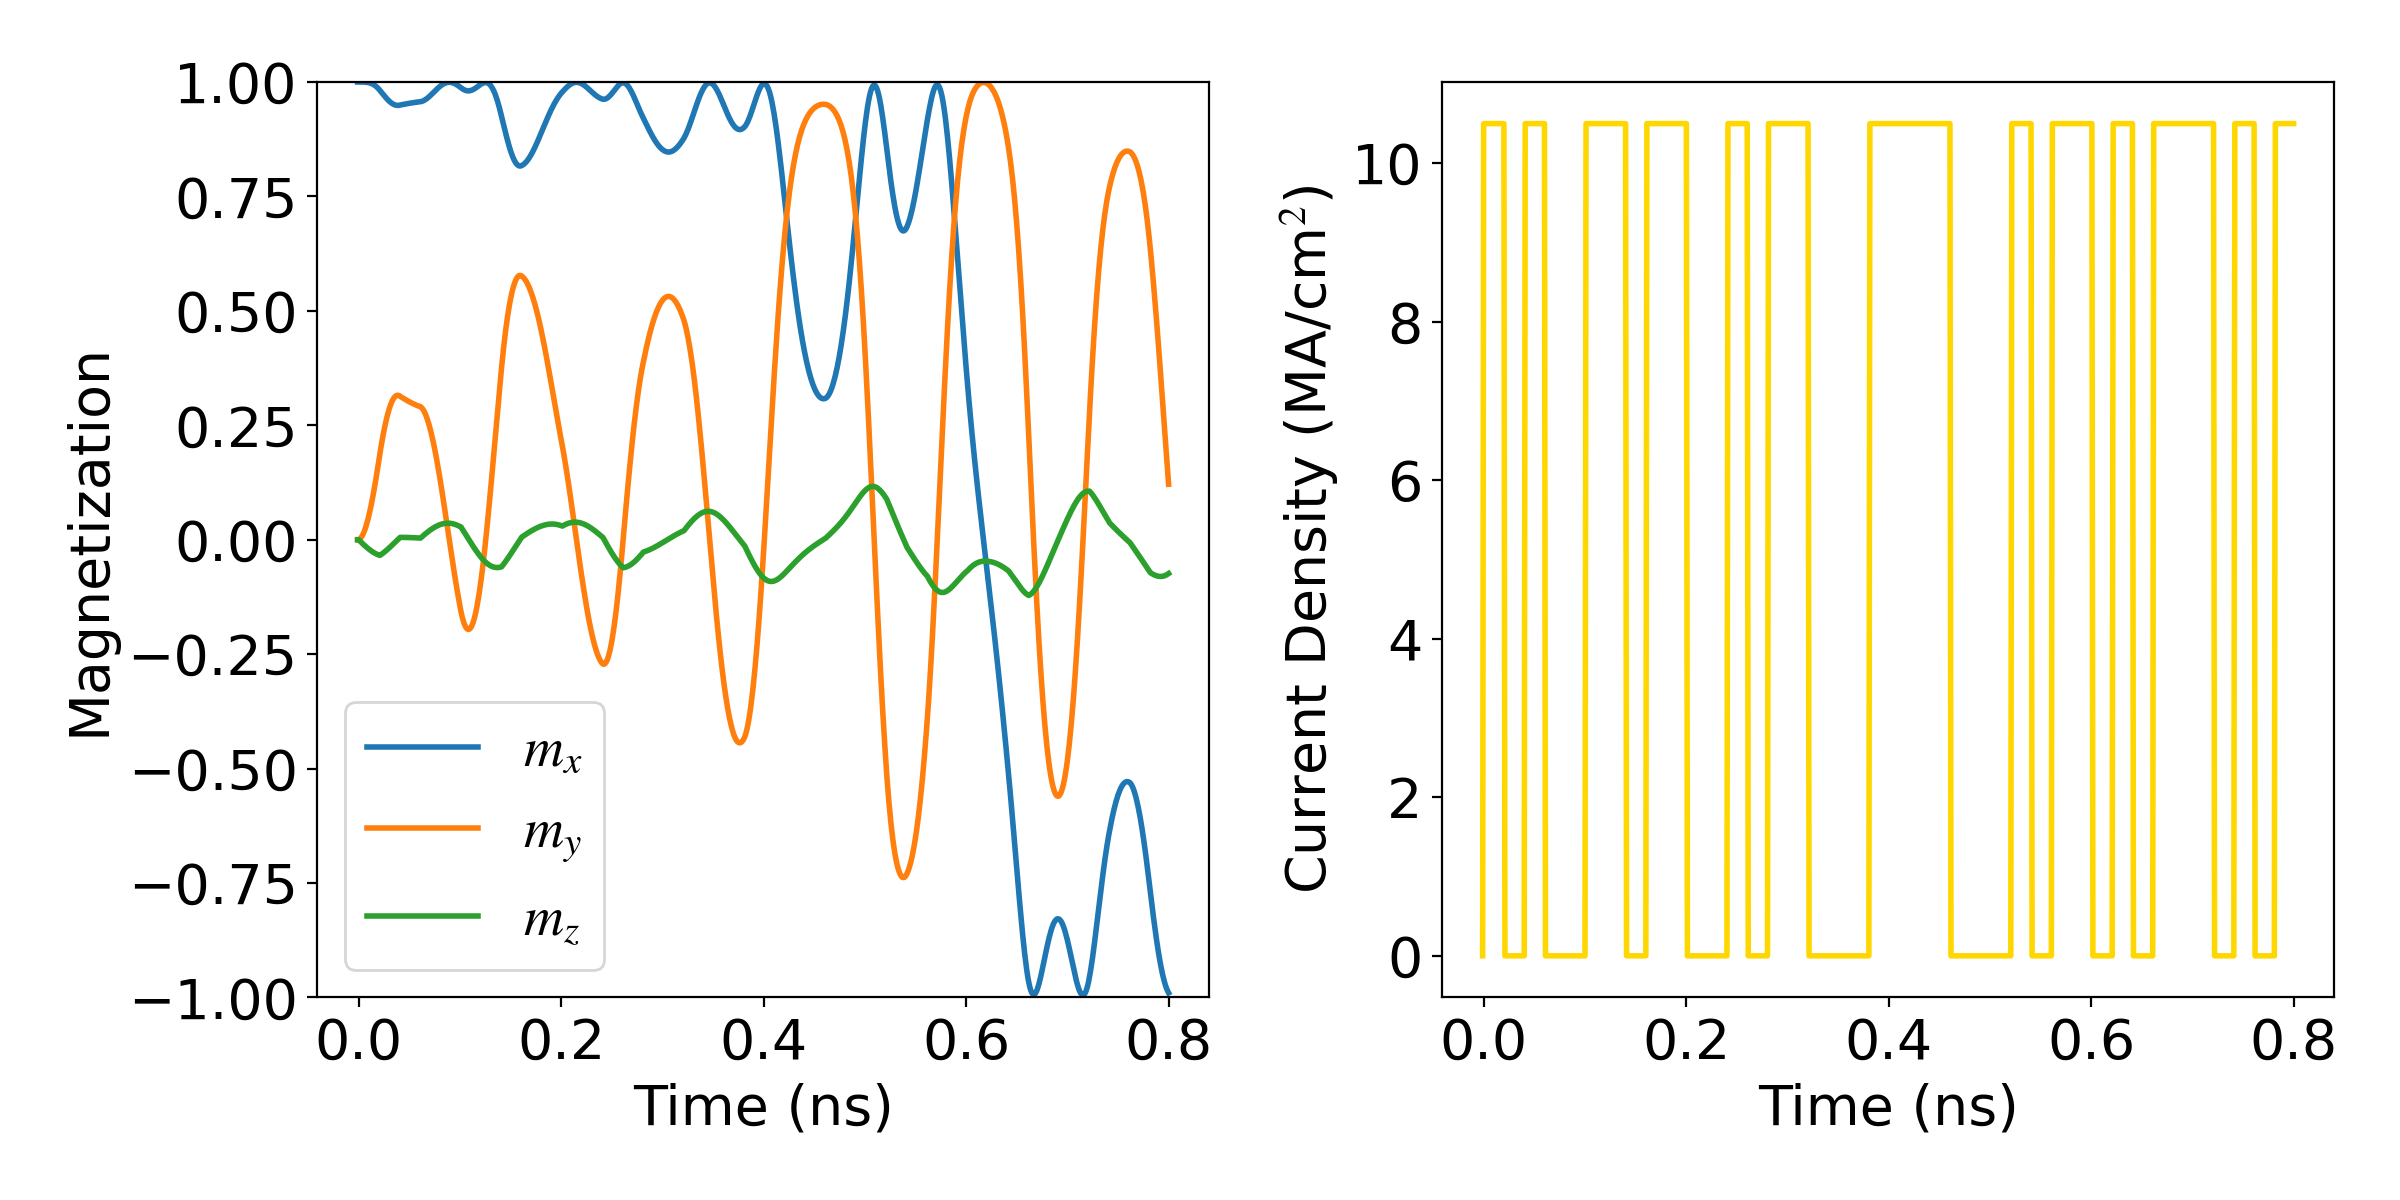 1.00
0.75
0.50
0.25
0.00
−0.25
−0.50
−0.75
−1.00
Magnetization
m_x
m_y
m_z
0.0 0.2 0.4 0.6 0.8
Time (ns)
10
8
6
4
2
0
Current Density (MA/cm²)
0.0 0.2 0.4 0.6 0.8
Time (ns)